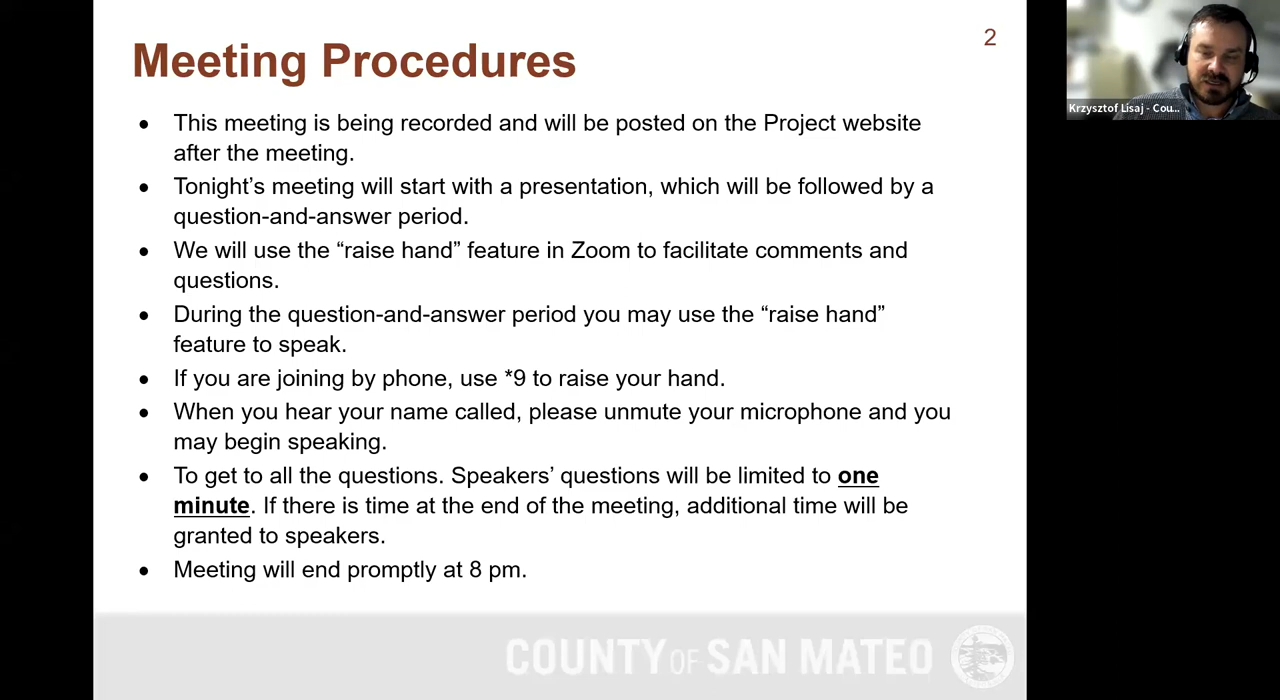 2
Meeting Procedures
• This meeting is being recorded and will be posted on the Project website
after the meeting.
• Tonight’s meeting will start with a presentation, which will be followed by a
question-and-answer period.
• We will use the “raise hand” feature in Zoom to facilitate comments and
questions.
• During the question-and-answer period you may use the “raise hand”
feature to speak.
• If you are joining by phone, use *9 to raise your hand.
• When you hear your name called, please unmute your microphone and you
may begin speaking.
• To get to all the questions. Speakers’ questions will be limited to one
minute. If there is time at the end of the meeting, additional time will be
granted to speakers.
• Meeting will end promptly at 8 pm.
COUNTY OF SAN MATEO
Krzysztof Lisaj - Cou...